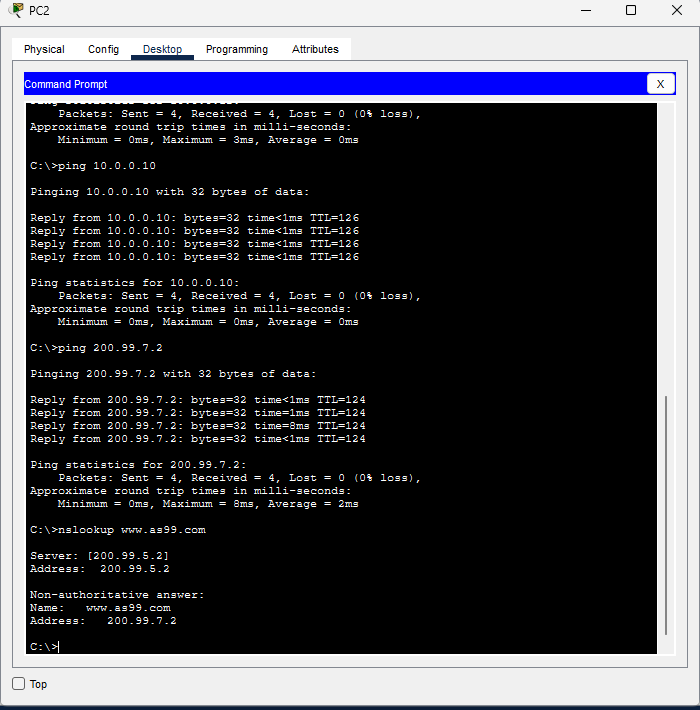 PC2
Physical Config Desktop Programming Attributes
Command Prompt X
Packets: Sent = 4, Received = 4, Lost = 0 (0% loss),
Approximate round trip times in milli-seconds:
Minimum = 0ms, Maximum = 3ms, Average = 0ms
C:\>ping 10.0.0.10
Pinging 10.0.0.10 with 32 bytes of data:
Reply from 10.0.0.10: bytes=32 time<1ms TTL=126
Reply from 10.0.0.10: bytes=32 time<1ms TTL=126
Reply from 10.0.0.10: bytes=32 time<1ms TTL=126
Reply from 10.0.0.10: bytes=32 time<1ms TTL=126
Ping statistics for 10.0.0.10:
Packets: Sent = 4, Received = 4, Lost = 0 (0% loss),
Approximate round trip times in milli-seconds:
Minimum = 0ms, Maximum = 0ms, Average = 0ms
C:\>ping 200.99.7.2
Pinging 200.99.7.2 with 32 bytes of data:
Reply from 200.99.7.2: bytes=32 time<1ms TTL=124
Reply from 200.99.7.2: bytes=32 time=1ms TTL=124
Reply from 200.99.7.2: bytes=32 time=8ms TTL=124
Reply from 200.99.7.2: bytes=32 time<1ms TTL=124
Ping statistics for 200.99.7.2:
Packets: Sent = 4, Received = 4, Lost = 0 (0% loss),
Approximate round trip times in milli-seconds:
Minimum = 0ms, Maximum = 8ms, Average = 2ms
C:\>nslookup www.as99.com
Server: [200.99.5.2]
Address: 200.99.5.2
Non-authoritative answer:
Name: www.as99.com
Address: 200.99.7.2
C:\>
Top